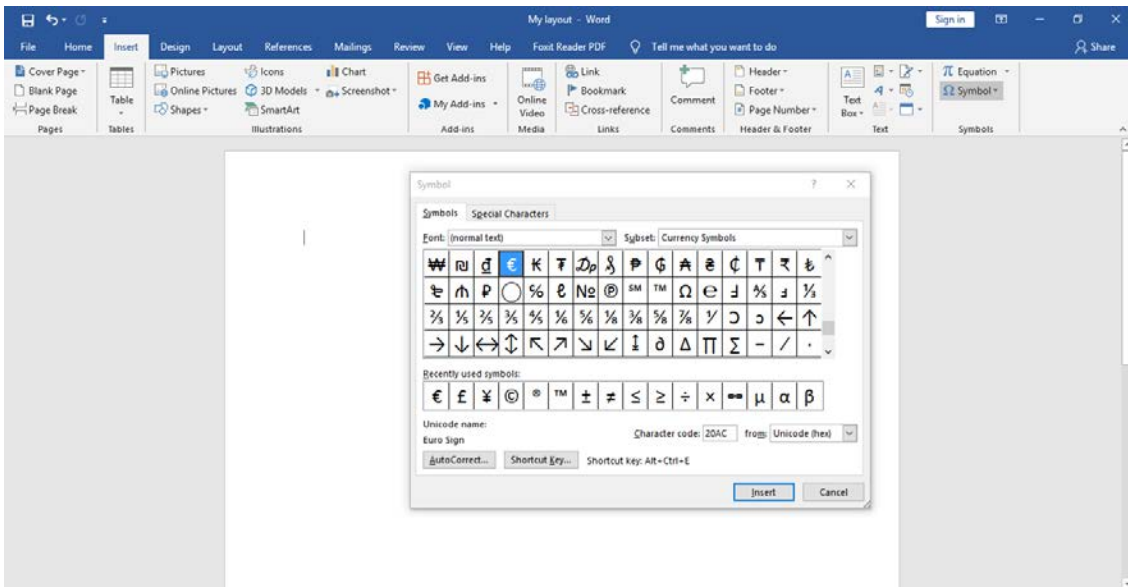 My layout - Word
Sign in
File Home Insert Design Layout References Mailings Review View Help Foxit Reader PDF Tell me what you want to do Share
Cover Page
Blank Page
Page Break
Pages
Table
Tables
Pictures
Online Pictures
Shapes
Icons
3D Models
SmartArt
Chart
Screenshot
Illustrations
Get Add-ins
My Add-ins
Add-ins
Online Video
Media
Link
Bookmark
Cross-reference
Links
Comment
Comments
Header
Footer
Page Number
Header & Footer
Text Box
Text
π Equation
Ω Symbol
Symbols
Symbol ? ×
Symbols Special Characters
Font: (normal text) Subset: Currency Symbols
₩ ₪ ₫ € ₭ ₮ ₯ ₰ ₱ ₲ ₳ ₴ ₵ ₸ ₹ ₺
₻ ₼ ₽ ⃝ ℅ ℓ № ℗ ℠ ™ Ω ℮ Ⅎ ⅍ ⅎ ⅓
⅔ ⅕ ⅖ ⅗ ⅘ ⅙ ⅚ ⅛ ⅜ ⅝ ⅞ ⅟ Ↄ ↄ ← ↑
→ ↓ ↔ ↕ ↖ ↗ ↘ ↙ ↨ ∂ ∆ ∏ ∑ − ∕ ∙
Recently used symbols:
€ £ ¥ © ® ™ ± ≠ ≤ ≥ ÷ × ∞ µ α β
Unicode name:
Euro Sign
Character code: 20AC from: Unicode (hex)
AutoCorrect... Shortcut Key... Shortcut key: Alt+Ctrl+E
Insert Cancel